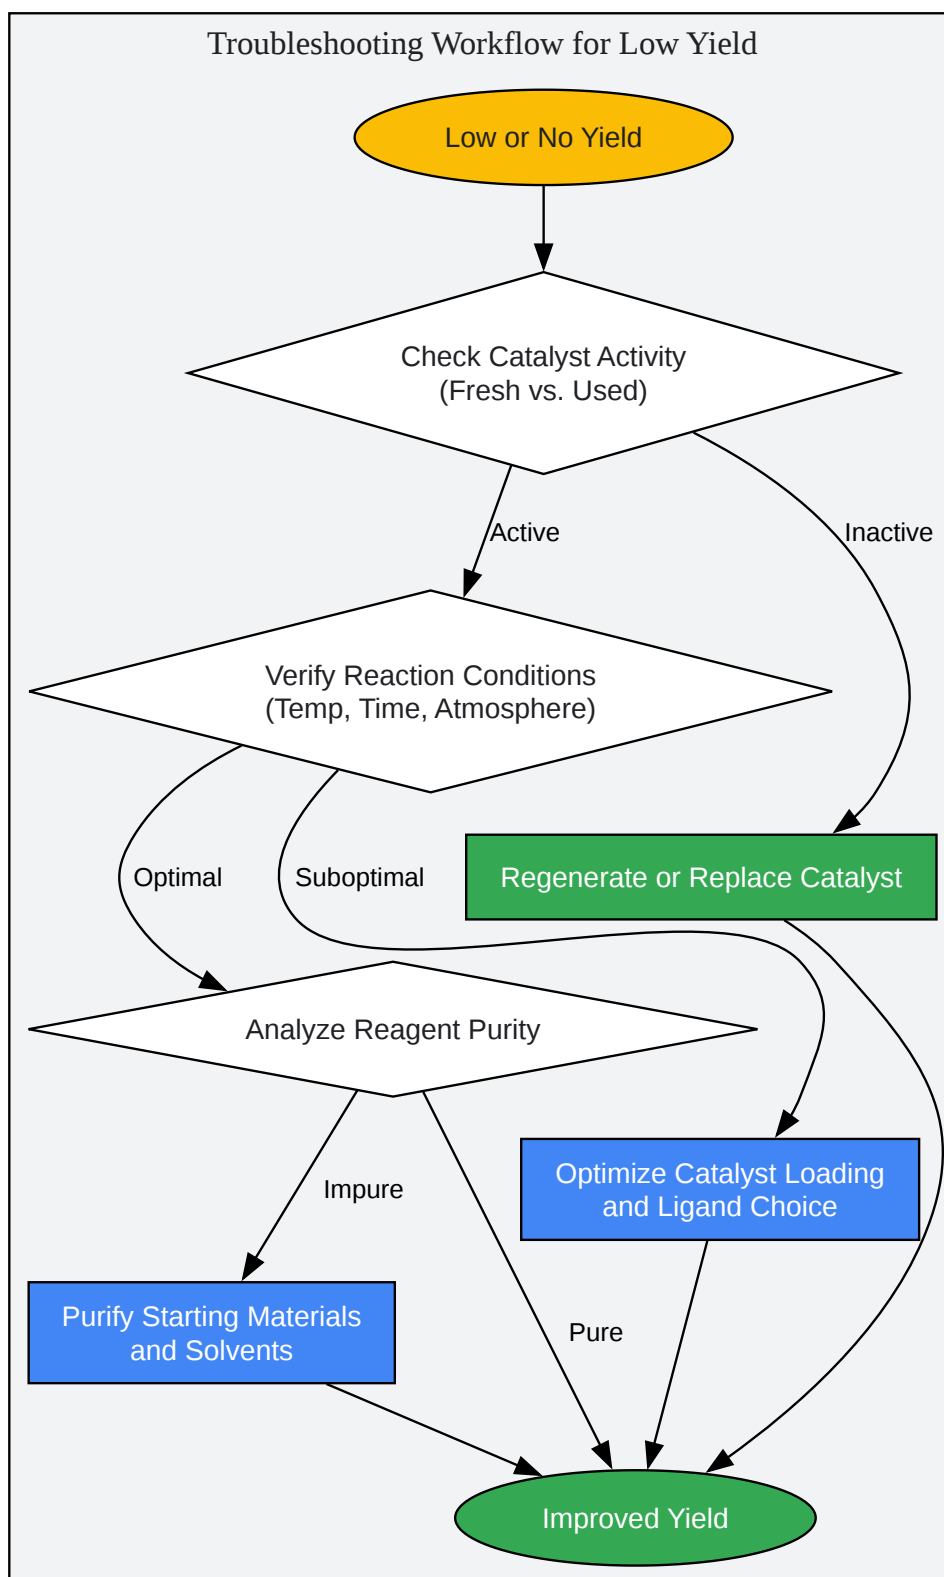 Troubleshooting Workflow for Low Yield
Low or No Yield
Check Catalyst Activity
(Fresh vs. Used)
Active
Inactive
Verify Reaction Conditions
(Temp, Time, Atmosphere)
Optimal
Suboptimal
Regenerate or Replace Catalyst
Analyze Reagent Purity
Impure
Optimize Catalyst Loading
and Ligand Choice
Purify Starting Materials
and Solvents
Pure
Improved Yield